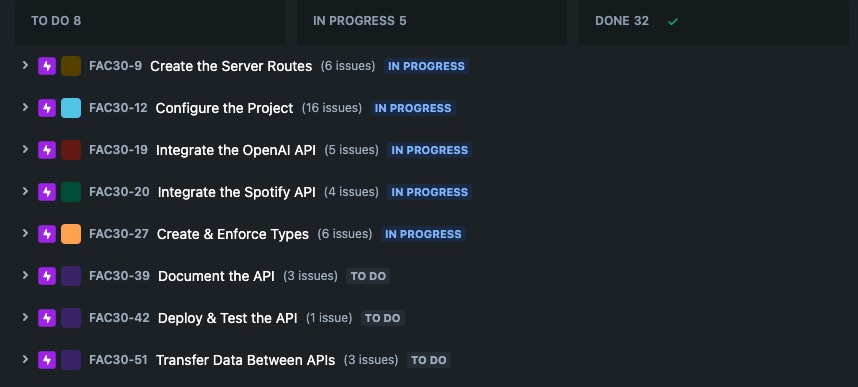 TO DO 8 IN PROGRESS 5 DONE 32
FAC30-9 Create the Server Routes (6 issues) IN PROGRESS
FAC30-12 Configure the Project (16 issues) IN PROGRESS
FAC30-19 Integrate the OpenAI API (5 issues) IN PROGRESS
FAC30-20 Integrate the Spotify API (4 issues) IN PROGRESS
FAC30-27 Create & Enforce Types (6 issues) IN PROGRESS
FAC30-39 Document the API (3 issues) TO DO
FAC30-42 Deploy & Test the API (1 issue) TO DO
FAC30-51 Transfer Data Between APIs (3 issues) TO DO